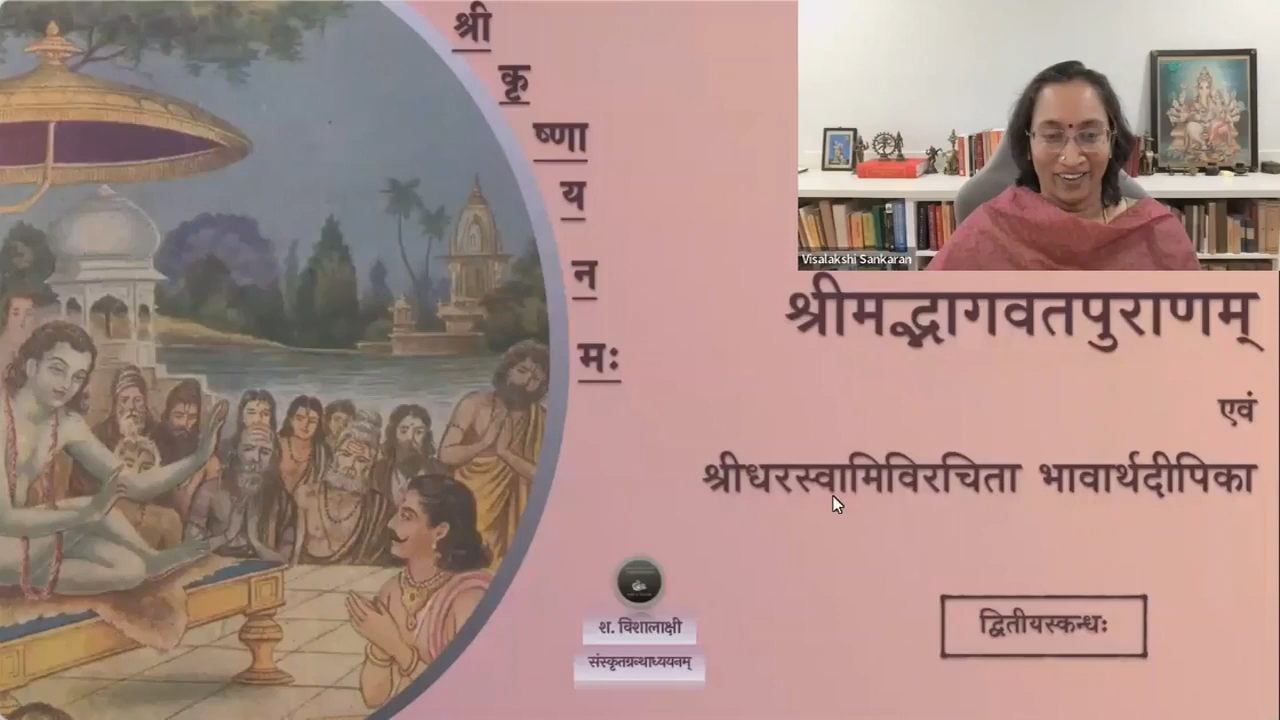 श्री
कृ
ष्णा
य
न
मः
Visalakshi Sankaran
श्रीमद्भागवतपुराणम्
एवं
श्रीधरस्वामिविरचिता भावार्थदीपिका
द्वितीयस्कन्धः
श. विशालाक्षी
संस्कृतग्रन्थाध्ययनम्